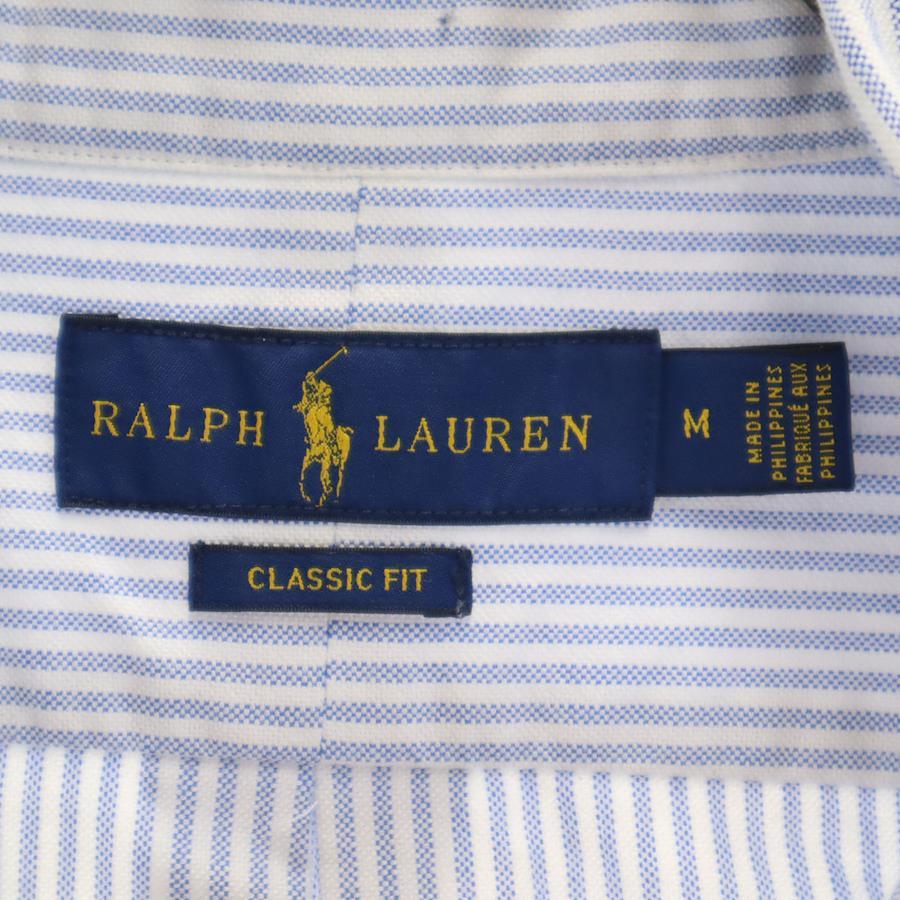 RALPH LAUREN
M
MADE IN
PHILIPPINES
FABRIQUÉ AUX
PHILIPPINES
CLASSIC FIT